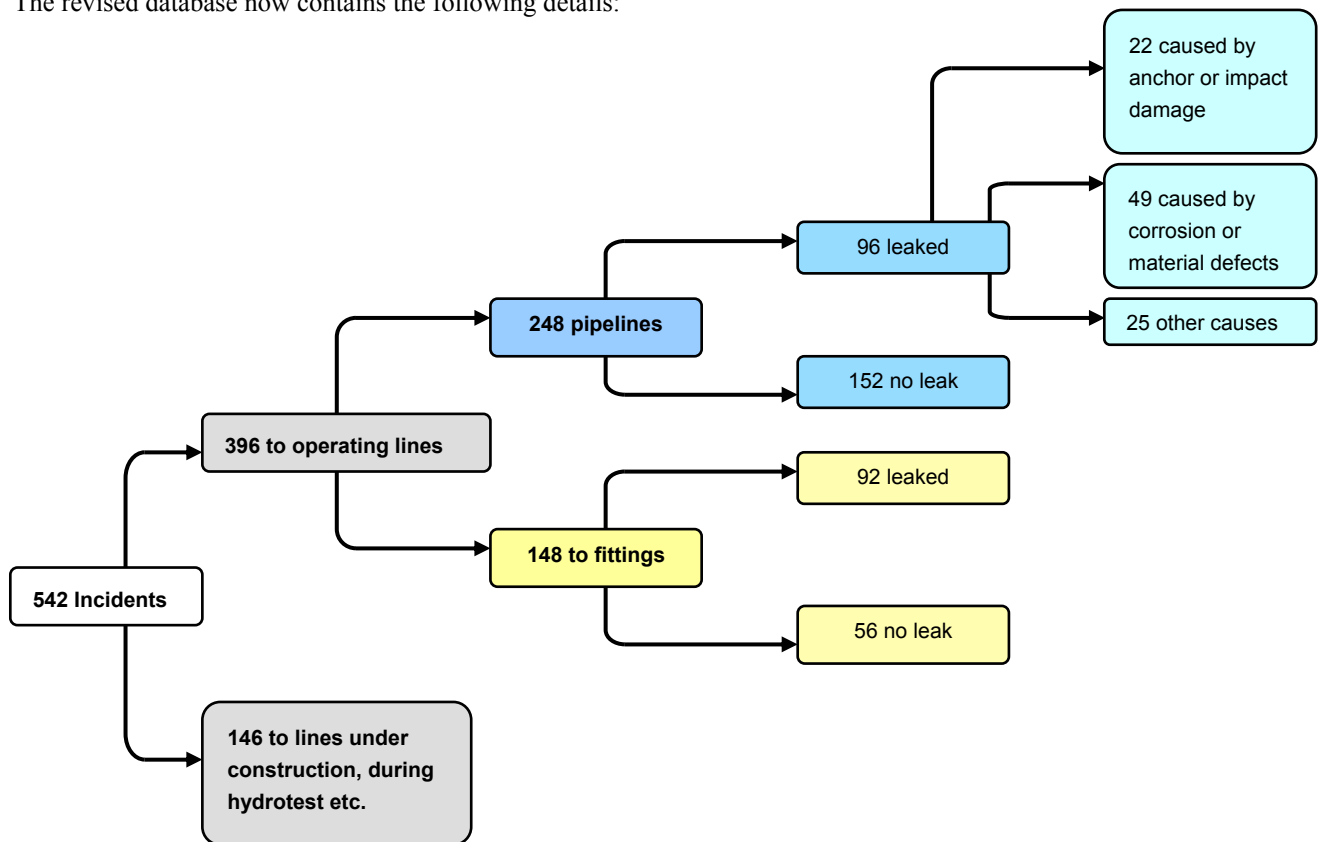 The revised database now contains the following details:
22 caused by
anchor or impact
damage
49 caused by
corrosion or
material defects
96 leaked
25 other causes
248 pipelines
152 no leak
396 to operating lines
92 leaked
148 to fittings
542 Incidents
56 no leak
146 to lines under
construction, during
hydrotest etc.